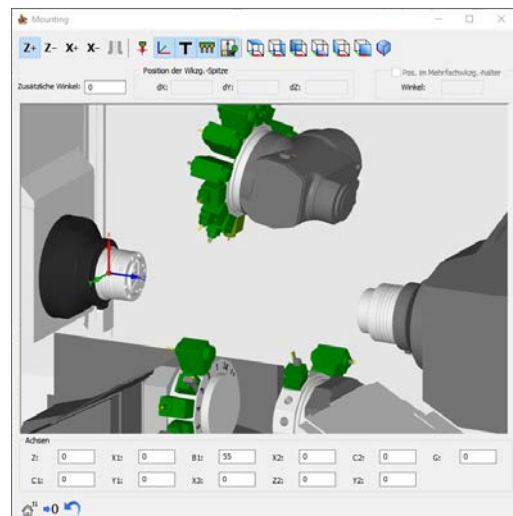 Mounting
Z+ Z- X+ X-
Position der Wkzg.-Spitze
Pos. im Mehrfachwkzg.-halter
Zusätzliche Winkel: 0 dX: dY: dZ: Winkel:
Achsen
Z: 0 X1: 0 B1: 55 X2: 0 C2: 0 G: 0
C1: 0 Y1: 0 X3: 0 Z2: 0 Y2: 0